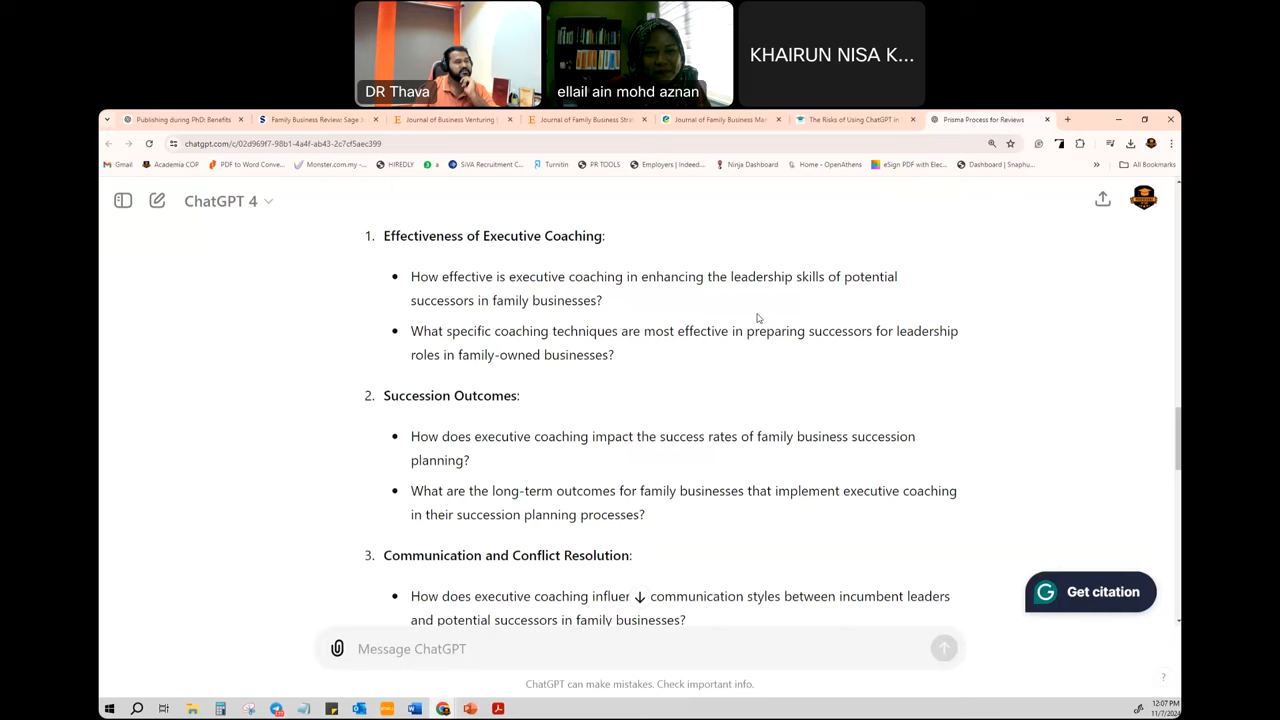 DR Thava
ellail ain mohd aznan
KHAIRUN NISA K...
Publishing during PhD: Benefits
Family Business Review: Sage J
Journal of Business Venturing |
Journal of Family Business Strat
Journal of Family Business Mar
The Risks of Using ChatGPT in
Prisma Process for Reviews
chatgpt.com/c/02d969f7-98b1-4a4f-ab43-2c7cf5aec399
Gmail
Academia COP
PDF to Word Conve...
Monster.com.my -...
HIREDLY
a
SiVA Recruitment C...
Turnitin
PR TOOLS
Employers | Indeed...
Ninja Dashboard
Home - OpenAthens
eSign PDF with Elec...
Dashboard | Snaphu...
All Bookmarks
ChatGPT 4
1. Effectiveness of Executive Coaching:
How effective is executive coaching in enhancing the leadership skills of potential
successors in family businesses?
What specific coaching techniques are most effective in preparing successors for leadership
roles in family-owned businesses?
2. Succession Outcomes:
How does executive coaching impact the success rates of family business succession
planning?
What are the long-term outcomes for family businesses that implement executive coaching
in their succession planning processes?
3. Communication and Conflict Resolution:
How does executive coaching influer communication styles between incumbent leaders
and potential successors in family businesses?
Get citation
Message ChatGPT
ChatGPT can make mistakes. Check important info.
?
12:07 PM